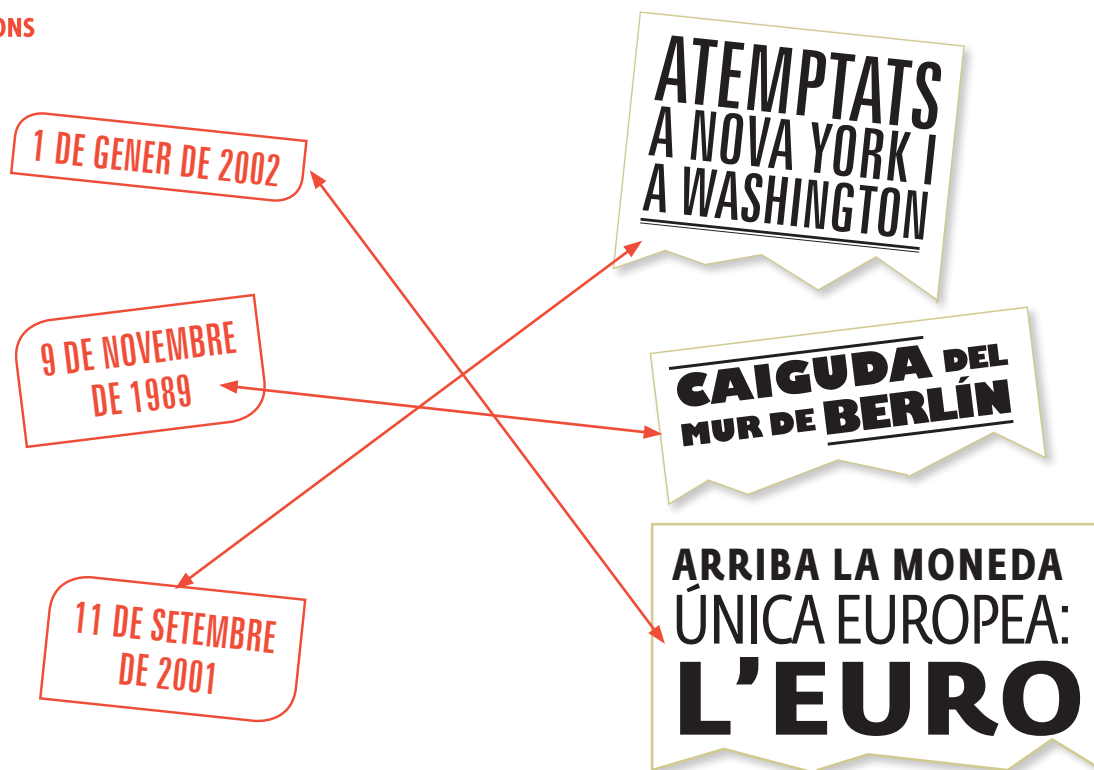 ONS
1 DE GENER DE 2002
9 DE NOVEMBRE
DE 1989
11 DE SETEMBRE
DE 2001
ATEMPTATS
A NOVA YORK I
A WASHINGTON
CAIGUDA DEL
MUR DE BERLÍN
ARRIBA LA MONEDA
ÚNICA EUROPEA:
L'EURO